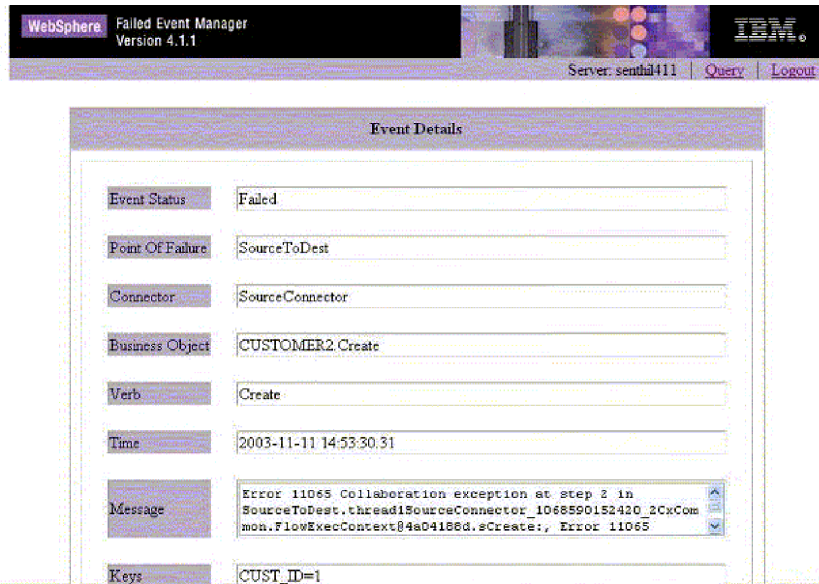 WebSphere Failed Event Manager
Version 4.1.1
IBM®
Server: senthil411 | Query | Logout
Event Details
Event Status Failed
Point Of Failure SourceToDest
Connector SourceConnector
Business Object CUSTOMER2.Create
Verb Create
Time 2003-11-11 14:53:30.31
Message Error 11065 Collaboration exception at step 2 in
SourceToDest.thread1SourceConnector_1068590152420_2CxCom
mon.FlowExecContext@4a04188d.sCreate:, Error 11065
Keys CUST_ID=1